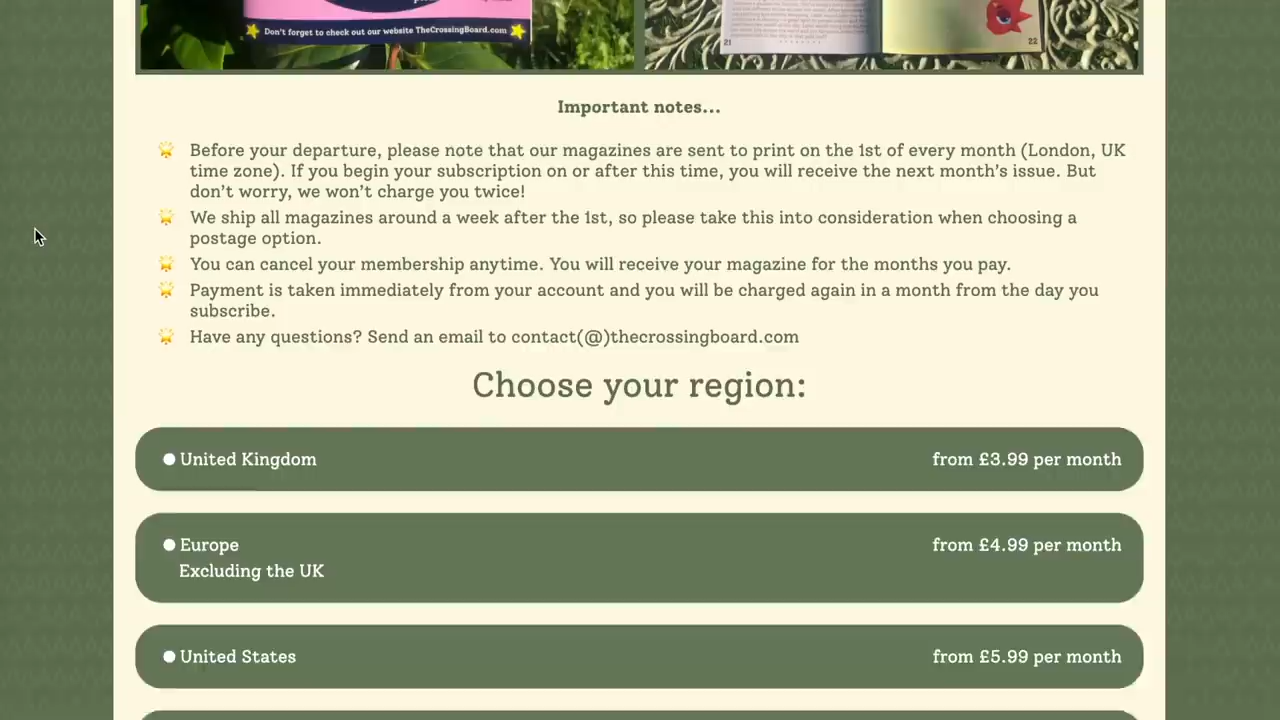 Don't forget to check out our website TheCrossingBoard.com
21
22
Important notes...
Before your departure, please note that our magazines are sent to print on the 1st of every month (London, UK
time zone). If you begin your subscription on or after this time, you will receive the next month's issue. But
don't worry, we won't charge you twice!
We ship all magazines around a week after the 1st, so please take this into consideration when choosing a
postage option.
You can cancel your membership anytime. You will receive your magazine for the months you pay.
Payment is taken immediately from your account and you will be charged again in a month from the day you
subscribe.
Have any questions? Send an email to contact(@)thecrossingboard.com
Choose your region:
United Kingdom from £3.99 per month
Europe from £4.99 per month
Excluding the UK
United States from £5.99 per month